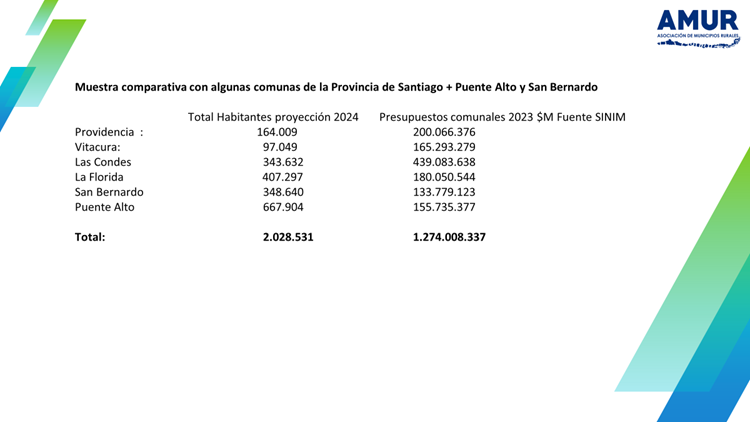 AMUR
ASOCIACIÓN DE MUNICIPIOS RURALES
Muestra comparativa con algunas comunas de la Provincia de Santiago + Puente Alto y San Bernardo
Total Habitantes proyección 2024 Presupuestos comunales 2023 $M Fuente SINIM
Providencia : 164.009 200.066.376
Vitacura: 97.049 165.293.279
Las Condes 343.632 439.083.638
La Florida 407.297 180.050.544
San Bernardo 348.640 133.779.123
Puente Alto 667.904 155.735.377
Total: 2.028.531 1.274.008.337